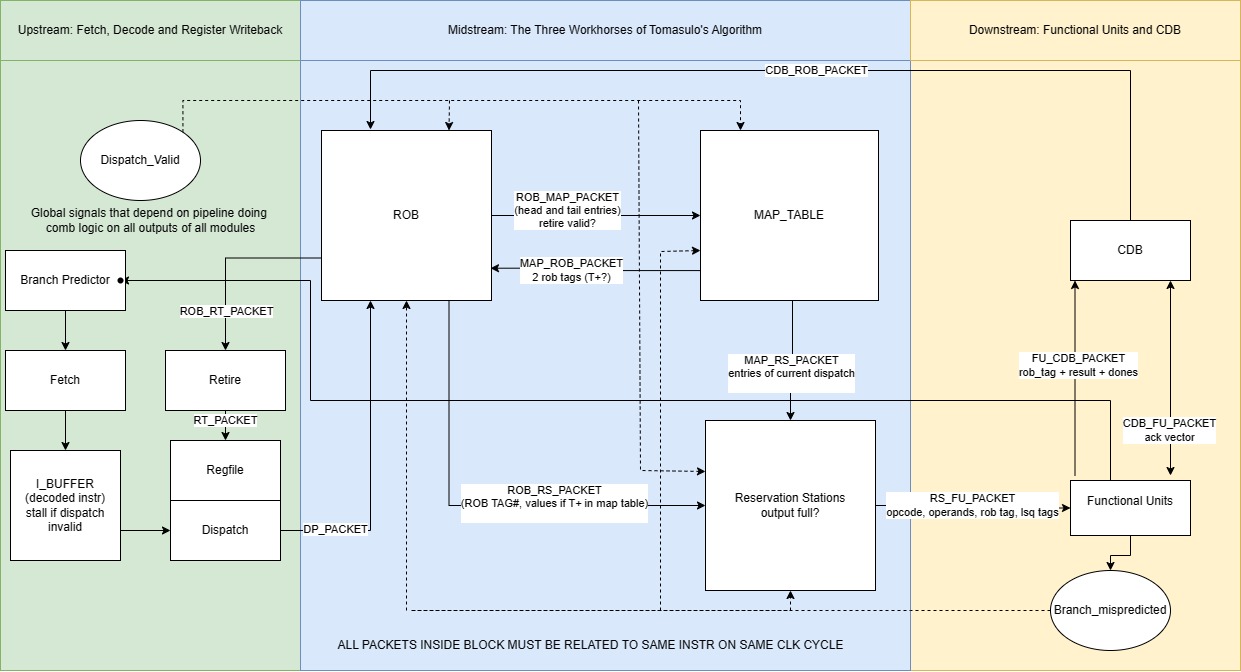 Upstream: Fetch, Decode and Register Writeback
Midstream: The Three Workhorses of Tomasulo's Algorithm
Downstream: Functional Units and CDB
CDB_ROB_PACKET
Dispatch_Valid
Global signals that depend on pipeline doing
comb logic on all outputs of all modules
ROB
ROB_MAP_PACKET
(head and tail entries)
retire valid?
MAP_TABLE
MAP_ROB_PACKET
2 rob tags (T+?)
CDB
Branch Predictor
ROB_RT_PACKET
Fetch
Retire
MAP_RS_PACKET
entries of current dispatch
FU_CDB_PACKET
rob_tag + result + dones
RT_PACKET
CDB_FU_PACKET
ack vector
I_BUFFER
(decoded instr)
stall if dispatch
invalid
Regfile
Dispatch
DP_PACKET
ROB_RS_PACKET
(ROB TAG#, values if T+ in map table)
Reservation Stations
output full?
RS_FU_PACKET
opcode, operands, rob tag, lsq tags
Functional Units
Branch_mispredicted
ALL PACKETS INSIDE BLOCK MUST BE RELATED TO SAME INSTR ON SAME CLK CYCLE